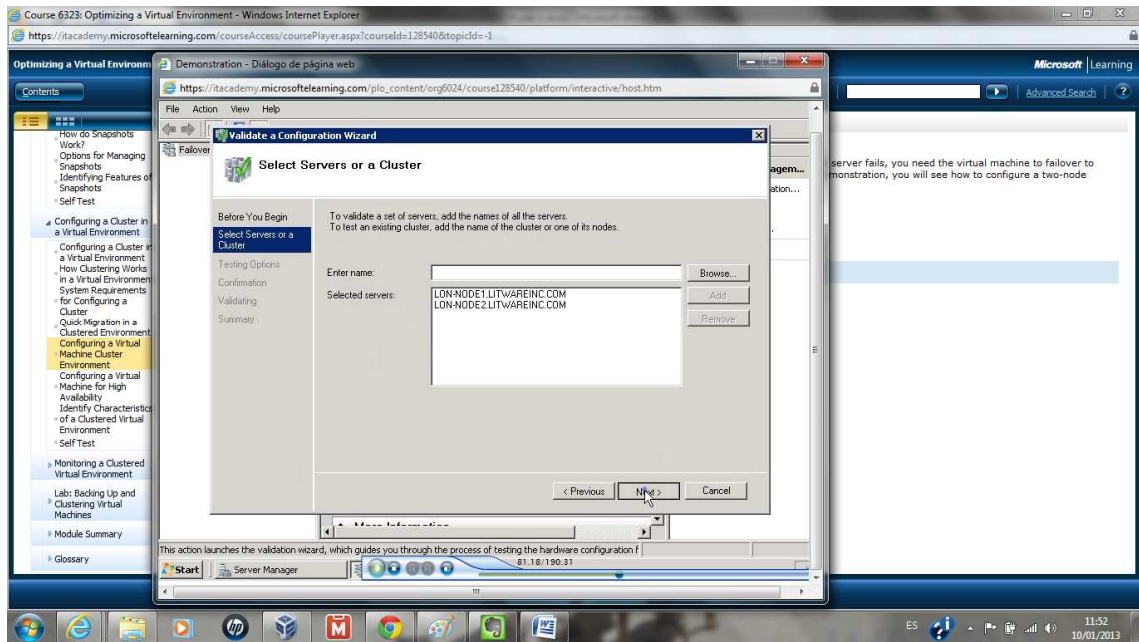 Course 6323: Optimizing a Virtual Environment - Windows Internet Explorer
https://itacademy.microsoftelearning.com/courseAccess/coursePlayer.aspx?courseId=128540&topicId=-1
Optimizing a Virtual Environm
Microsoft | Learning
Contents
Advanced Search
?
How do Snapshots
Work?
Options for Managing
Snapshots
Identifying Features of
Snapshots
Self Test
Configuring a Cluster in
a Virtual Environment
Configuring a Cluster in
a Virtual Environment
How Clustering Works
in a Virtual Environment
System Requirements
for Configuring a
Cluster
Quick Migration in a
Clustered Environment
Configuring a Virtual
Machine Cluster
Environment
Configuring a Virtual
Machine for High
Availability
Identify Characteristics
of a Clustered Virtual
Environment
Self Test
Monitoring a Clustered
Virtual Environment
Lab: Backing Up and
Clustering Virtual
Machines
Module Summary
Glossary
Demonstration - Diálogo de página web
https://itacademy.microsoftelearning.com/plo_content/org6024/course128540/platform/interactive/host.htm
File Action View Help
Failover
agem...
ation...
Validate a Configuration Wizard
Select Servers or a Cluster
Before You Begin
Select Servers or a
Cluster
Testing Options
Confirmation
Validating
Summary
To validate a set of servers, add the names of all the servers.
To test an existing cluster, add the name of the cluster or one of its nodes.
Enter name:
Browse...
Selected servers:
LON-NODE1.LITWAREINC.COM
LON-NODE2.LITWAREINC.COM
Add
Remove
< Previous
Next >
Cancel
More Information
This action launches the validation wizard, which guides you through the process of testing the hardware configuration f
Start
Server Manager
81.18/190.31
server fails, you need the virtual machine to failover to
monstration, you will see how to configure a two-node
ES
11:52
10/01/2013